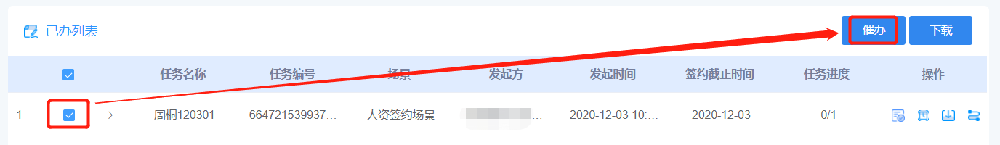 已办列表 催办 下载
任务名称 任务编号 场景 发起方 发起时间 签约截止时间 任务进度 操作
1 周桐120301 664721539937... 人资签约场景 ... 2020-12-03 10:... 2020-12-03 0/1